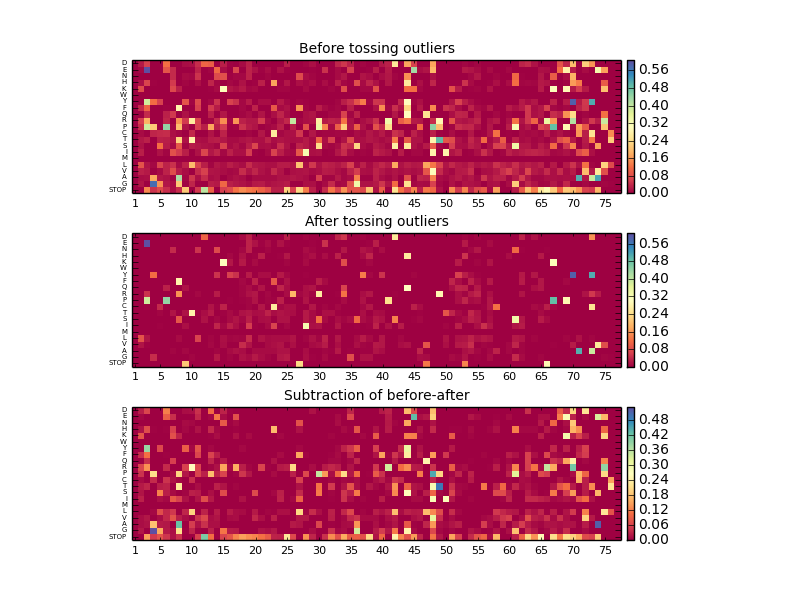 Before tossing outliers
D
E
N
H
K
W
Y
F
Q
R
P
C
T
S
I
M
L
V
A
G
STOP
1 5 10 15 20 25 30 35 40 45 50 55 60 65 70 75
0.56
0.48
0.40
0.32
0.24
0.16
0.08
0.00
After tossing outliers
D
E
N
H
K
W
Y
F
Q
R
P
C
T
S
I
M
L
V
A
G
STOP
1 5 10 15 20 25 30 35 40 45 50 55 60 65 70 75
0.56
0.48
0.40
0.32
0.24
0.16
0.08
0.00
Subtraction of before-after
D
E
N
H
K
W
Y
F
Q
R
P
C
T
S
I
M
L
V
A
G
STOP
1 5 10 15 20 25 30 35 40 45 50 55 60 65 70 75
0.48
0.42
0.36
0.30
0.24
0.18
0.12
0.06
0.00